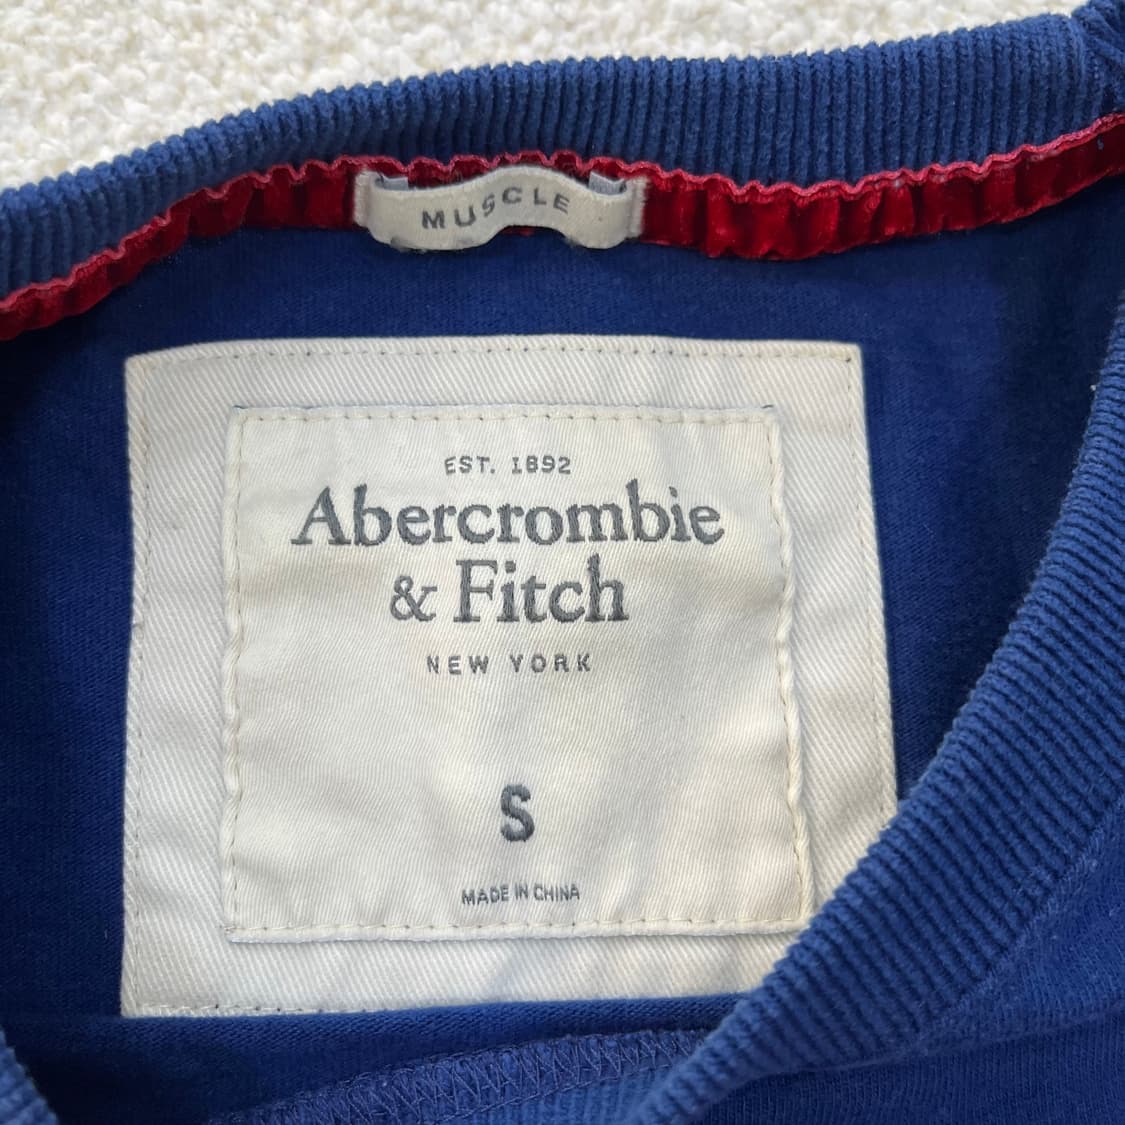 MUSCLE
EST. 1892
Abercrombie
& Fitch
NEW YORK
S
MADE IN CHINA